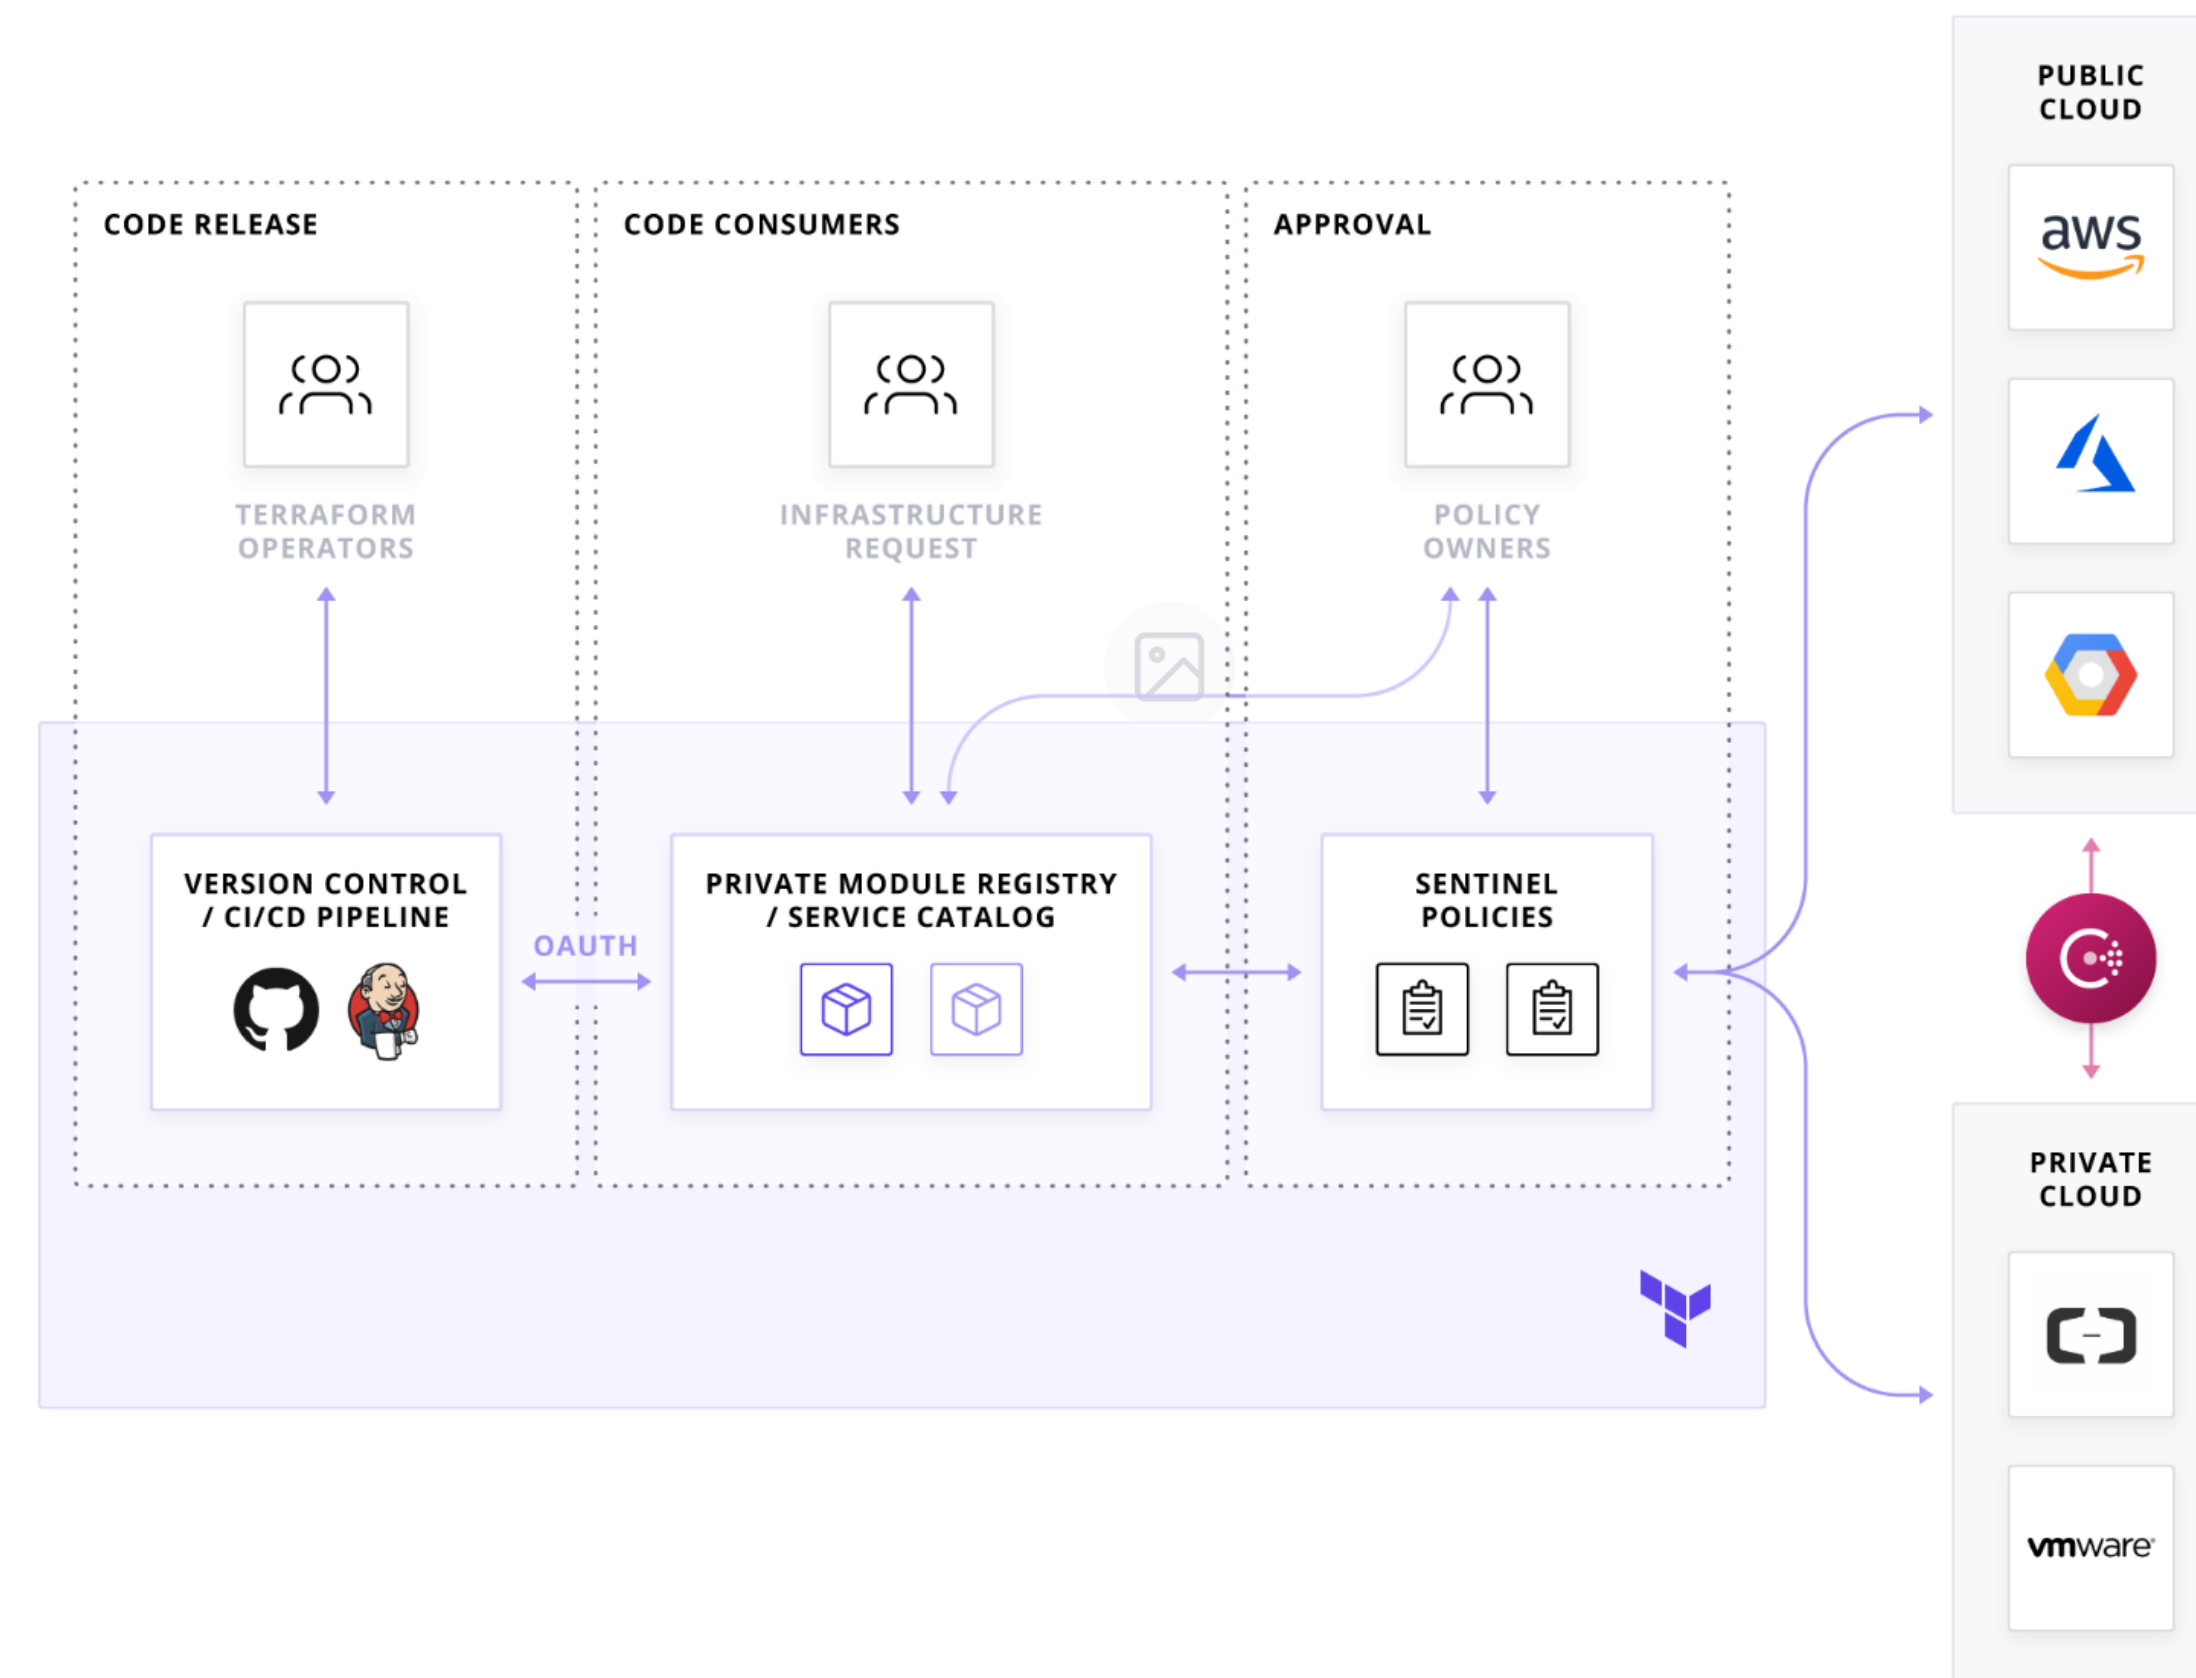 PUBLIC
CLOUD
aws
CODE RELEASE
CODE CONSUMERS
APPROVAL
TERRAFORM
OPERATORS
INFRASTRUCTURE
REQUEST
POLICY
OWNERS
VERSION CONTROL
/ CI/CD PIPELINE
OAUTH
PRIVATE MODULE REGISTRY
/ SERVICE CATALOG
SENTINEL
POLICIES
PRIVATE
CLOUD
vmware